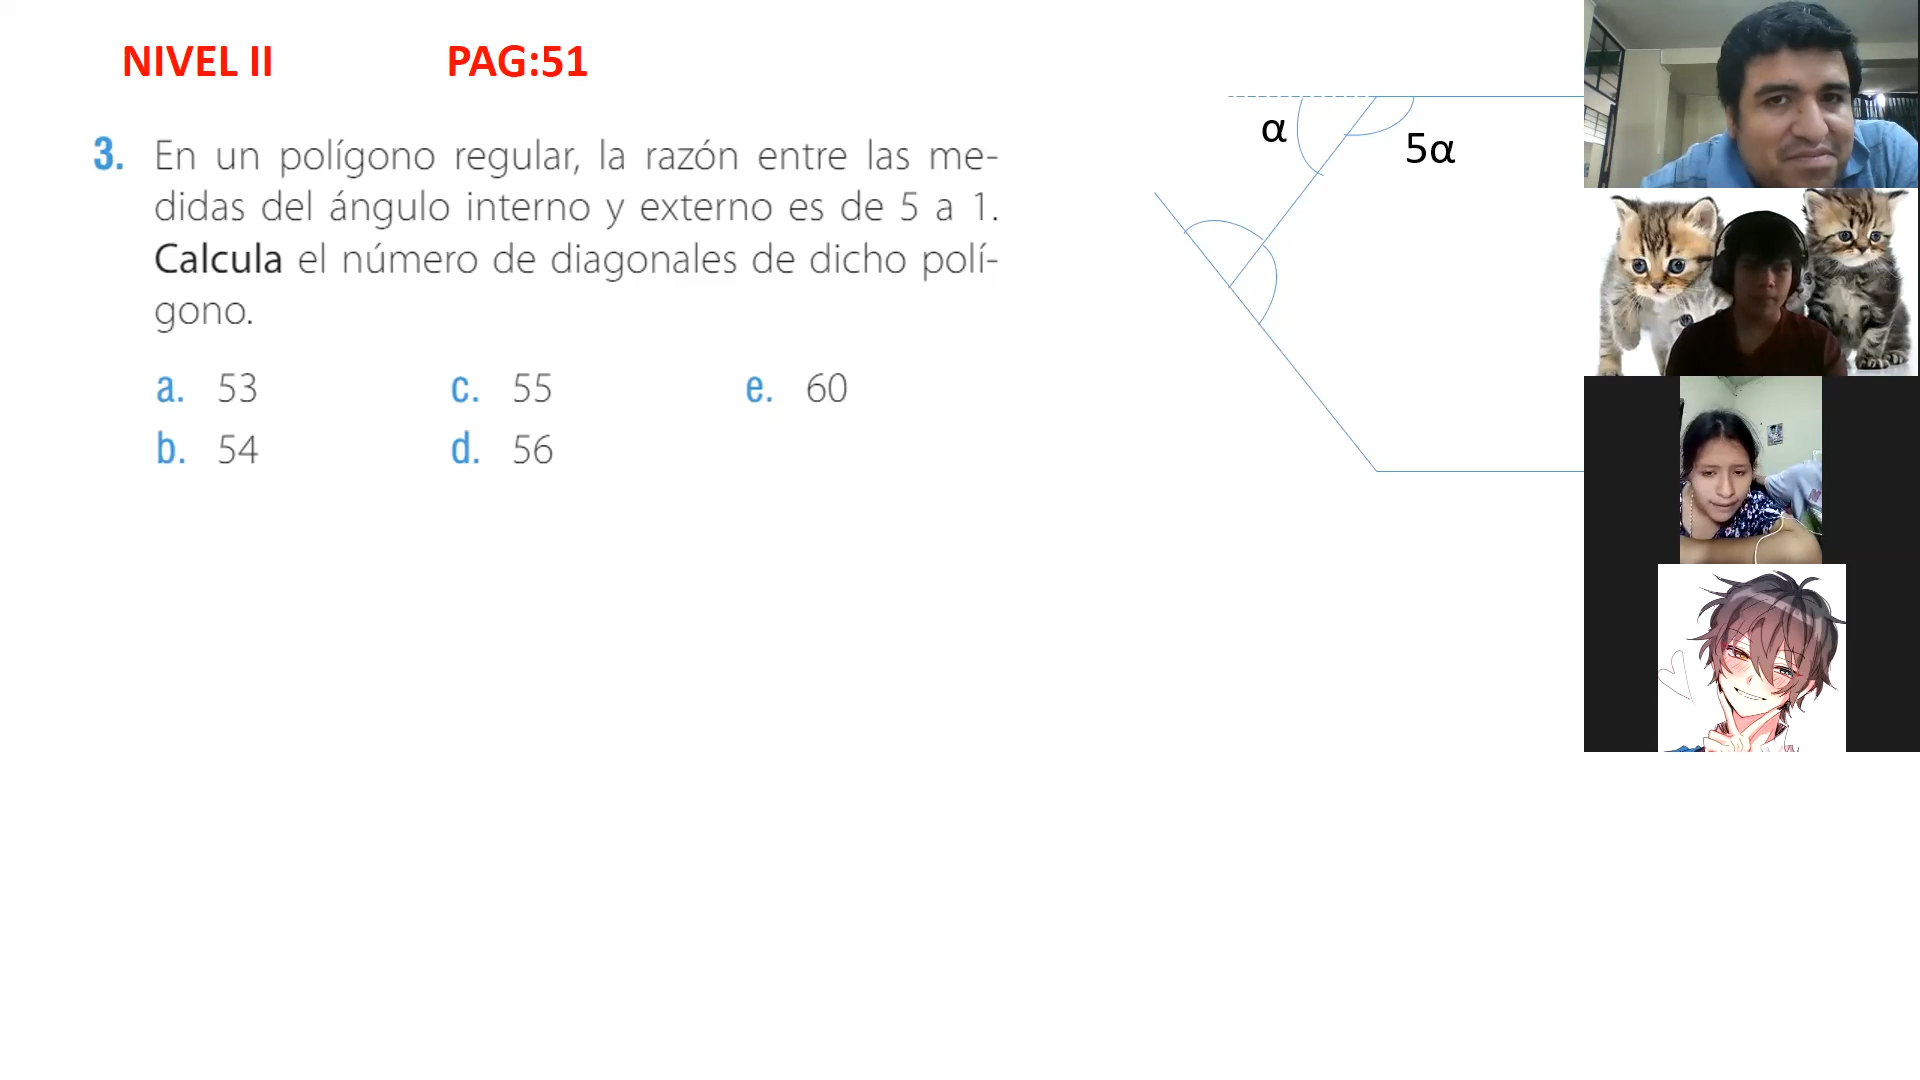 NIVEL II PAG:51
3. En un polígono regular, la razón entre las me-
didas del ángulo interno y externo es de 5 a 1.
Calcula el número de diagonales de dicho polí-
gono.
a. 53 c. 55 e. 60
b. 54 d. 56
α
5α